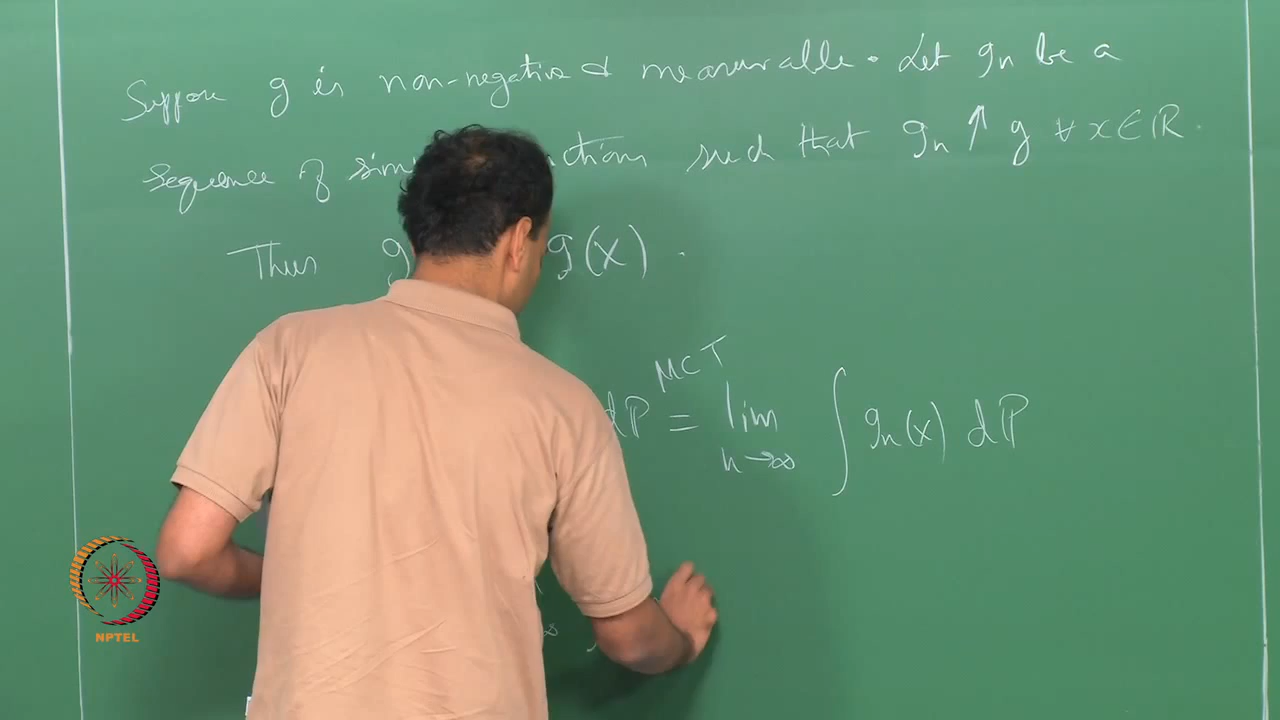 Suppose g is non-negative & measurable. Let gn be a
sequence of functions such that gn ↑ g ∀ x∈ℝ.
Thus g(X).
MCT
dℙ = lim ∫ gn(X) dℙ
n→∞
NPTEL